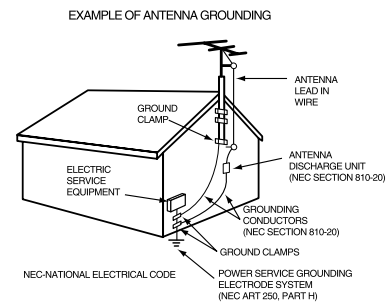 EXAMPLE OF ANTENNA GROUNDING
ANTENNA
LEAD IN
WIRE
GROUND
CLAMP
ANTENNA
DISCHARGE UNIT
(NEC SECTION 810-20)
ELECTRIC
SERVICE
EQUIPMENT
GROUNDING
CONDUCTORS
(NEC SECTION 810-20)
GROUND CLAMPS
NEC-NATIONAL ELECTRICAL CODE
POWER SERVICE GROUNDING
ELECTRODE SYSTEM
(NEC ART 250, PART H)